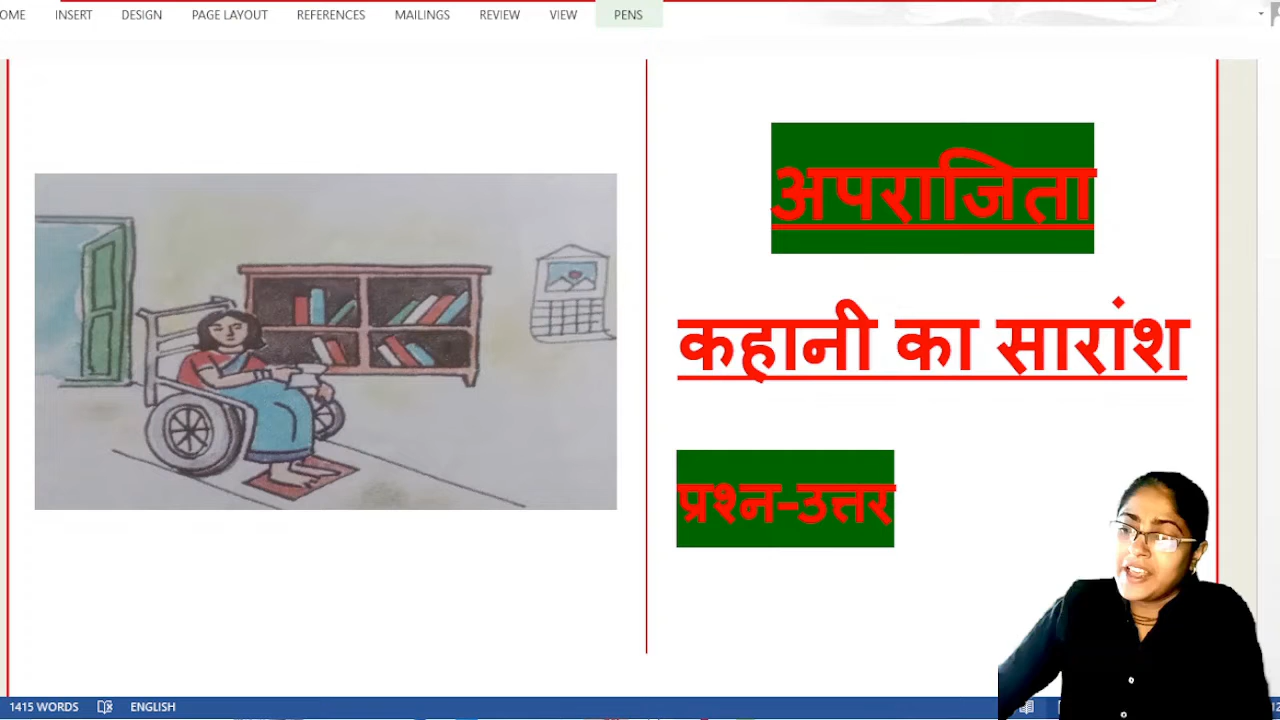 OME INSERT DESIGN PAGE LAYOUT REFERENCES MAILINGS REVIEW VIEW PENS
अपराजिता
कहानी का सारांश
प्रश्न-उत्तर
1415 WORDS ENGLISH